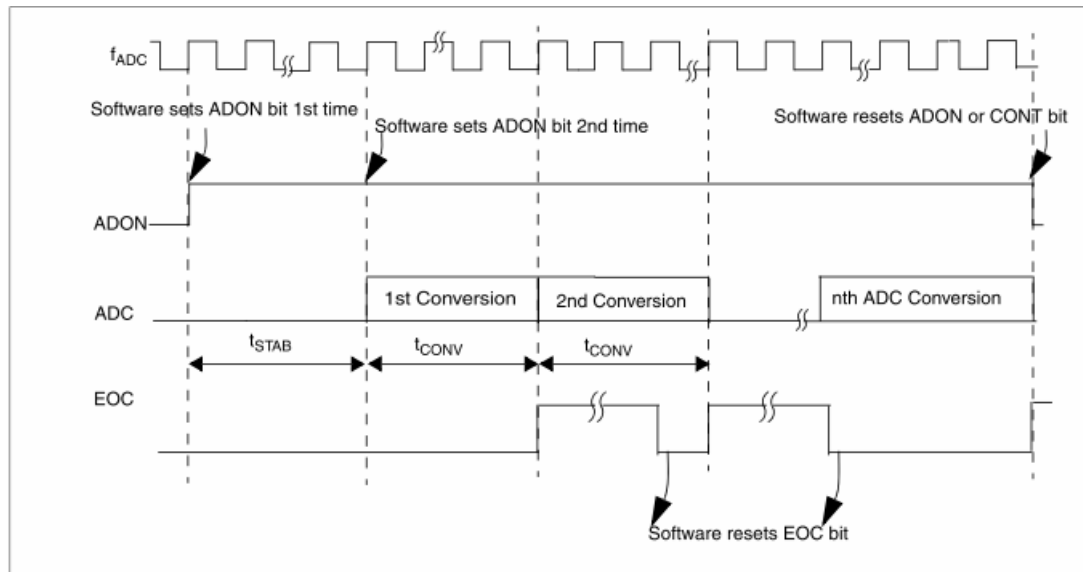 fADC
Software sets ADON bit 1st time
Software sets ADON bit 2nd time
Software resets ADON or CONT bit
ADON
ADC
1st Conversion
2nd Conversion
nth ADC Conversion
tSTAB
tCONV
tCONV
EOC
Software resets EOC bit